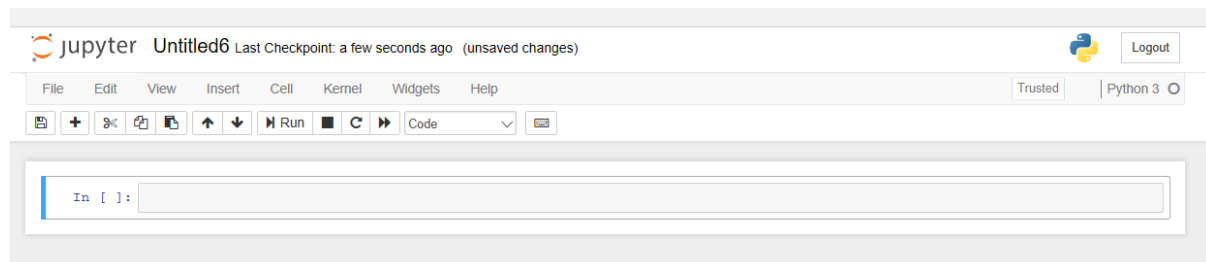 jupyter Untitled6 Last Checkpoint: a few seconds ago (unsaved changes) Logout
File Edit View Insert Cell Kernel Widgets Help Trusted Python 3
Run Code
In [ ]: